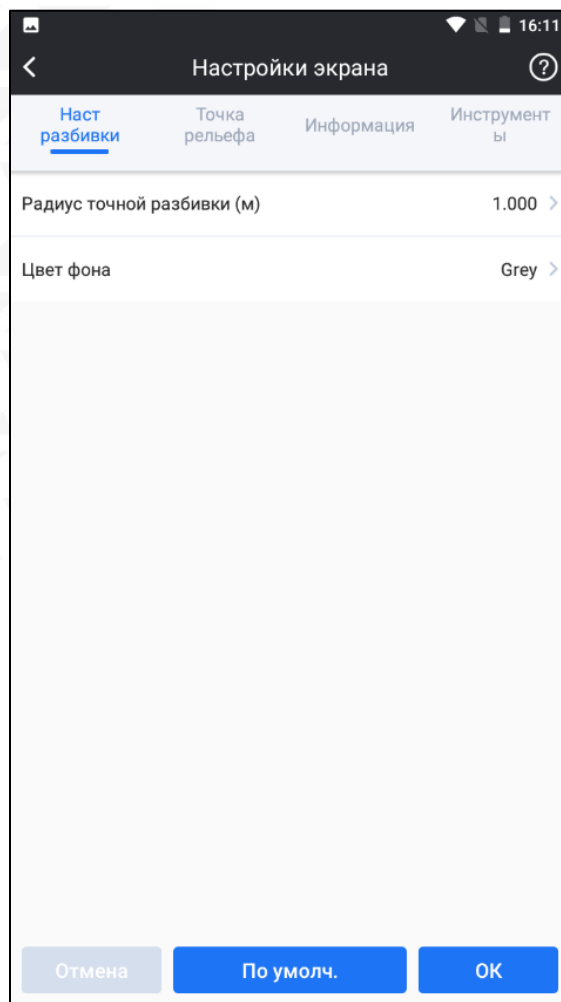 16:11
Настройки экрана
?
Наст
разбивки
Точка
рельефа
Информация
Инструмент
ы
Радиус точной разбивки (м) 1.000
Цвет фона Grey
Отмена По умолч. ОК